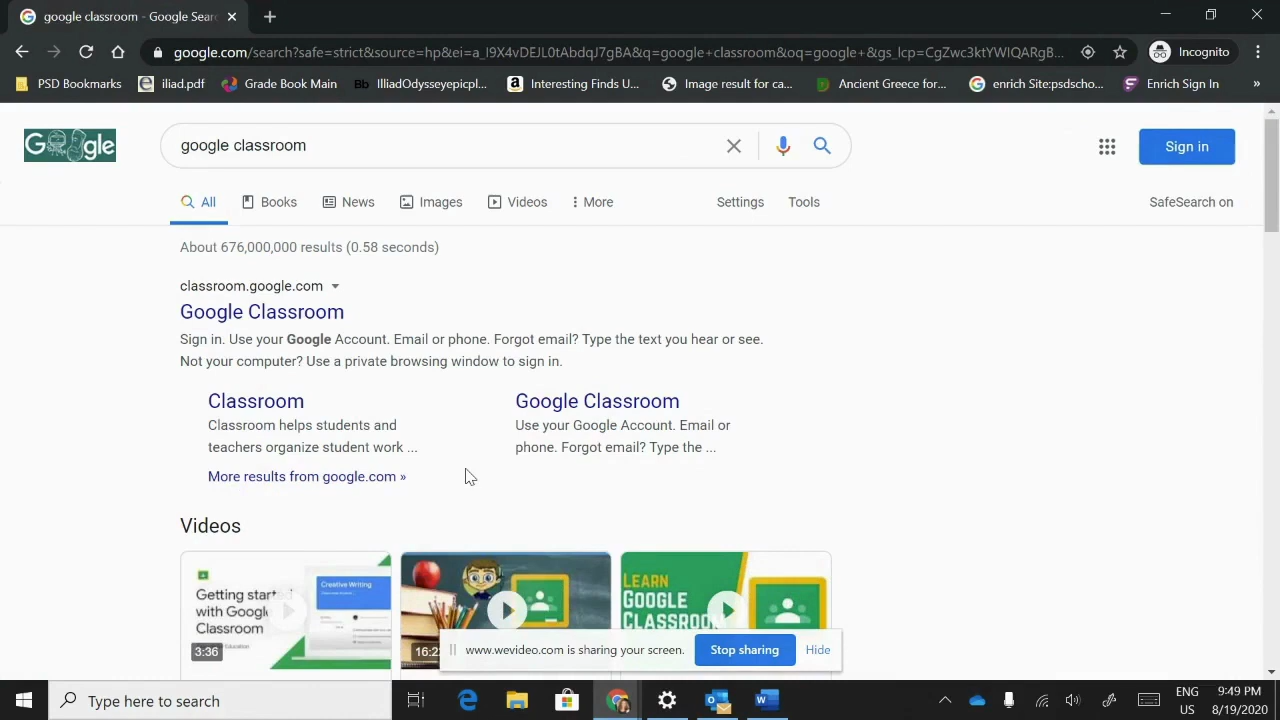 google classroom - Google Sear
google.com/search?safe=strict&source=hp&ei=a_I9X4vDEJL0tAbdqJ7gBA&q=google+classroom&oq=google+&gs_lcp=CgZwc3ktYWIQARgB...
Incognito
PSD Bookmarks
iliad.pdf
Grade Book Main
Bb IlliadOdysseyepicpl...
a Interesting Finds U...
Image result for ca...
Ancient Greece for...
enrich Site:psdscho...
Enrich Sign In
»
Google
google classroom
Sign in
All
Books
News
Images
Videos
More
Settings
Tools
SafeSearch on
About 676,000,000 results (0.58 seconds)
classroom.google.com
Google Classroom
Sign in. Use your Google Account. Email or phone. Forgot email? Type the text you hear or see.
Not your computer? Use a private browsing window to sign in.
Classroom
Classroom helps students and
teachers organize student work ...
Google Classroom
Use your Google Account. Email or
phone. Forgot email? Type the ...
More results from google.com »
Videos
Getting start
with Google
Classroom
Creative Writing
Education
3:36
16:2
LEARN
GOOGLE
CLASSROOM
www.wevideo.com is sharing your screen.
Stop sharing
Hide
Type here to search
ENG
US
9:49 PM
8/19/2020